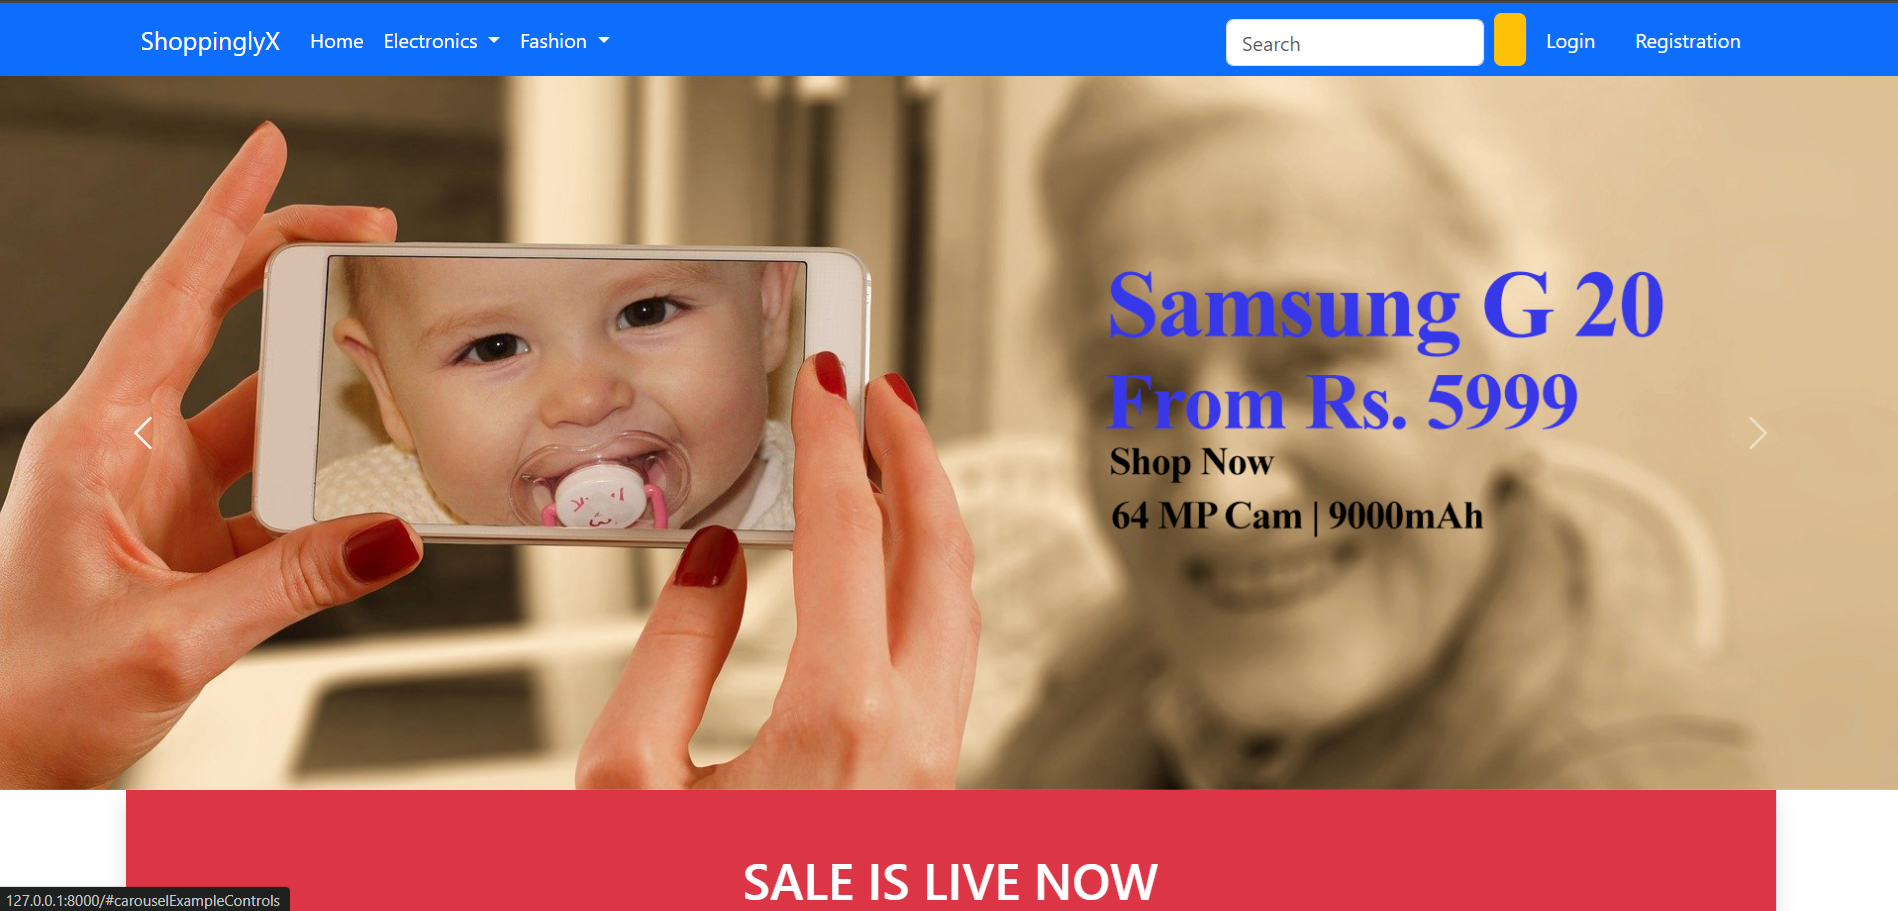 ShoppinglyX Home Electronics Fashion Search Login Registration
Samsung G 20
From Rs. 5999
Shop Now
64 MP Cam | 9000mAh
SALE IS LIVE NOW
127.0.0.1:8000/#carouselExampleControls